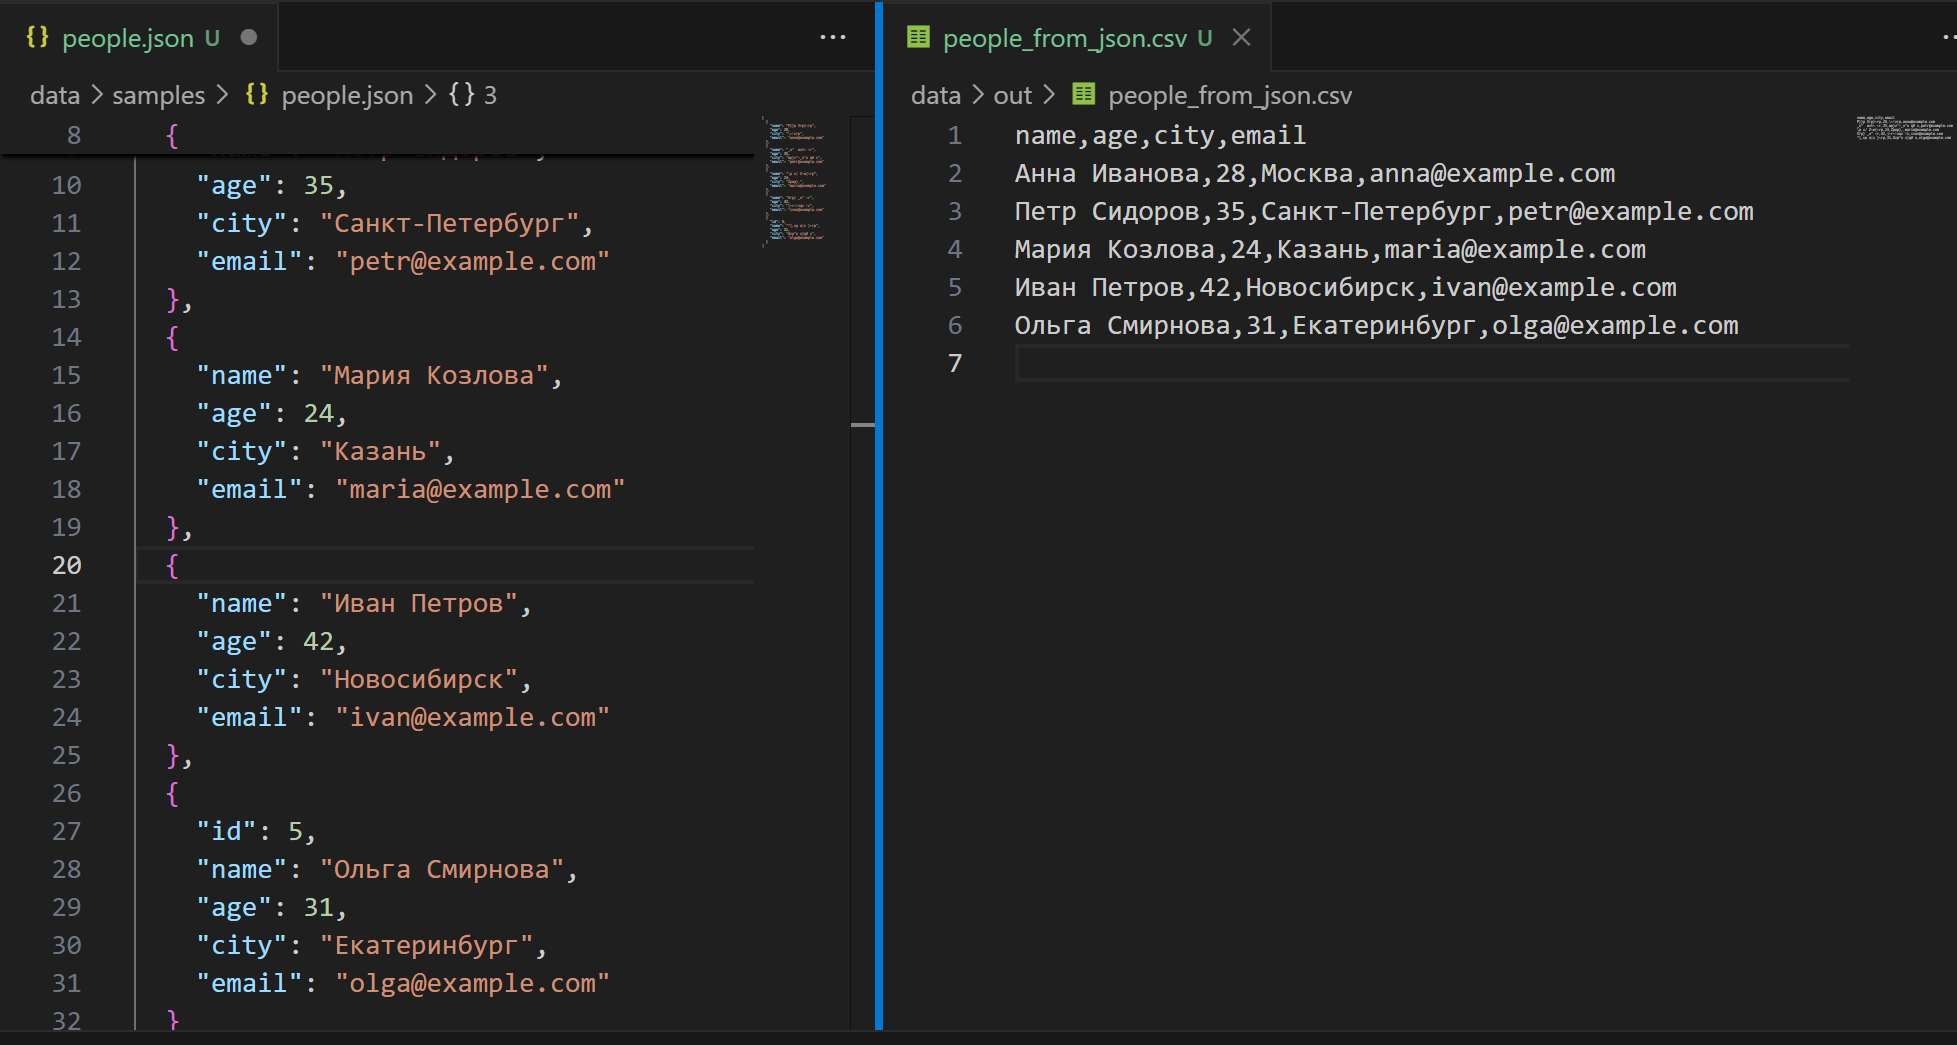 people.json U
data > samples > {} people.json > {} 3
8 {
10 "age": 35,
11 "city": "Санкт-Петербург",
12 "email": "petr@example.com"
13 },
14 {
15 "name": "Мария Козлова",
16 "age": 24,
17 "city": "Казань",
18 "email": "maria@example.com"
19 },
20 {
21 "name": "Иван Петров",
22 "age": 42,
23 "city": "Новосибирск",
24 "email": "ivan@example.com"
25 },
26 {
27 "id": 5,
28 "name": "Ольга Смирнова",
29 "age": 31,
30 "city": "Екатеринбург",
31 "email": "olga@example.com"
32 }
people_from_json.csv U
data > out > people_from_json.csv
1 name,age,city,email
2 Анна Иванова,28,Москва,anna@example.com
3 Петр Сидоров,35,Санкт-Петербург,petr@example.com
4 Мария Козлова,24,Казань,maria@example.com
5 Иван Петров,42,Новосибирск,ivan@example.com
6 Ольга Смирнова,31,Екатеринбург,olga@example.com
7